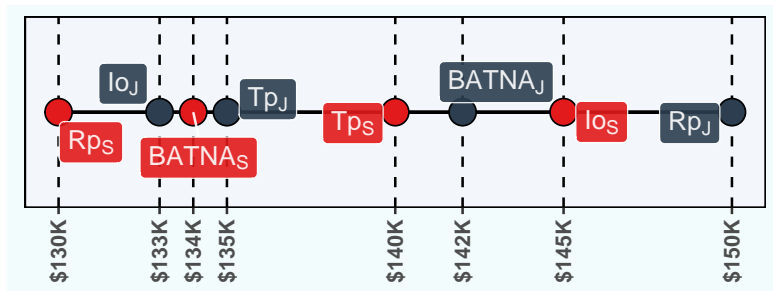 Io_J
BATNA_J
Tp_J
Tp_S
Io_S
Rp_J
Rp_S
BATNA_S
$130K
$133K
$134K
$135K
$140K
$142K
$145K
$150K